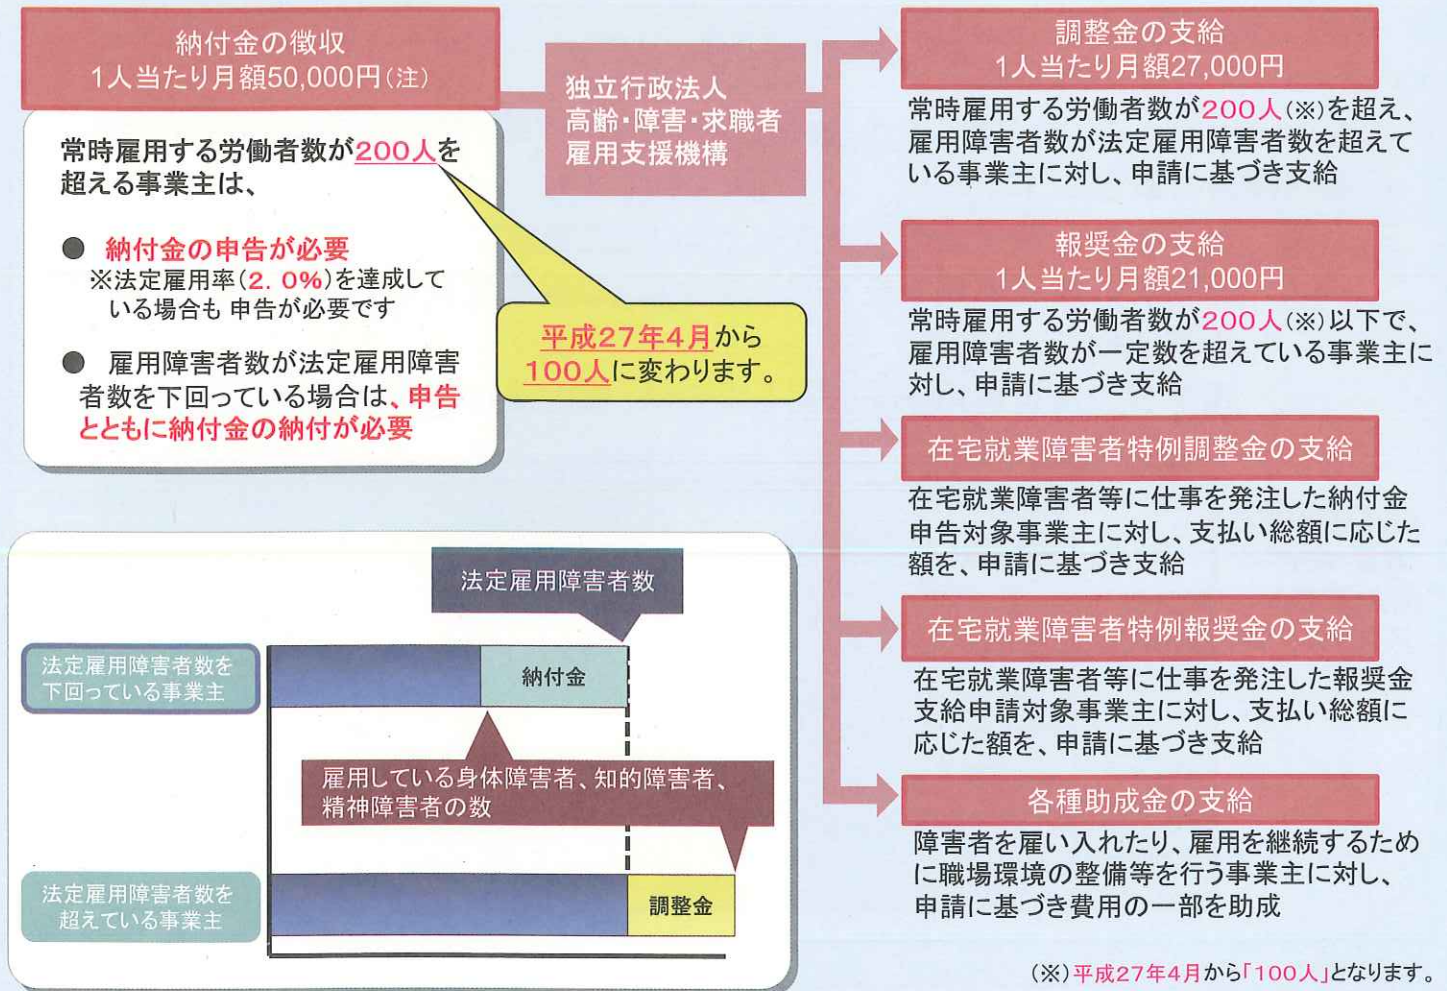 納付金の徴収
1人当たり月額50,000円(注)
常時雇用する労働者数が200人を
超える事業主は、
● 納付金の申告が必要
※法定雇用率(2. 0%)を達成して
いる場合も 申告が必要です
● 雇用障害者数が法定雇用障害
者数を下回っている場合は、申告
とともに納付金の納付が必要
平成27年4月から
100人に変わります。
独立行政法人
高齢・障害・求職者
雇用支援機構
調整金の支給
1人当たり月額27,000円
常時雇用する労働者数が200人(※)を超え、
雇用障害者数が法定雇用障害者数を超えて
いる事業主に対し、申請に基づき支給
報奨金の支給
1人当たり月額21,000円
常時雇用する労働者数が200人(※)以下で、
雇用障害者数が一定数を超えている事業主に
対し、申請に基づき支給
在宅就業障害者特例調整金の支給
在宅就業障害者等に仕事を発注した納付金
申告対象事業主に対し、支払い総額に応じた
額を、申請に基づき支給
在宅就業障害者特例報奨金の支給
在宅就業障害者等に仕事を発注した報奨金
支給申請対象事業主に対し、支払い総額に
応じた額を、申請に基づき支給
各種助成金の支給
障害者を雇い入れたり、雇用を継続するため
に職場環境の整備等を行う事業主に対し、
申請に基づき費用の一部を助成
(※)平成27年4月から「100人」となります。
法定雇用障害者数
法定雇用障害者数を
下回っている事業主
納付金
雇用している身体障害者、知的障害者、
精神障害者の数
法定雇用障害者数を
超えている事業主
調整金